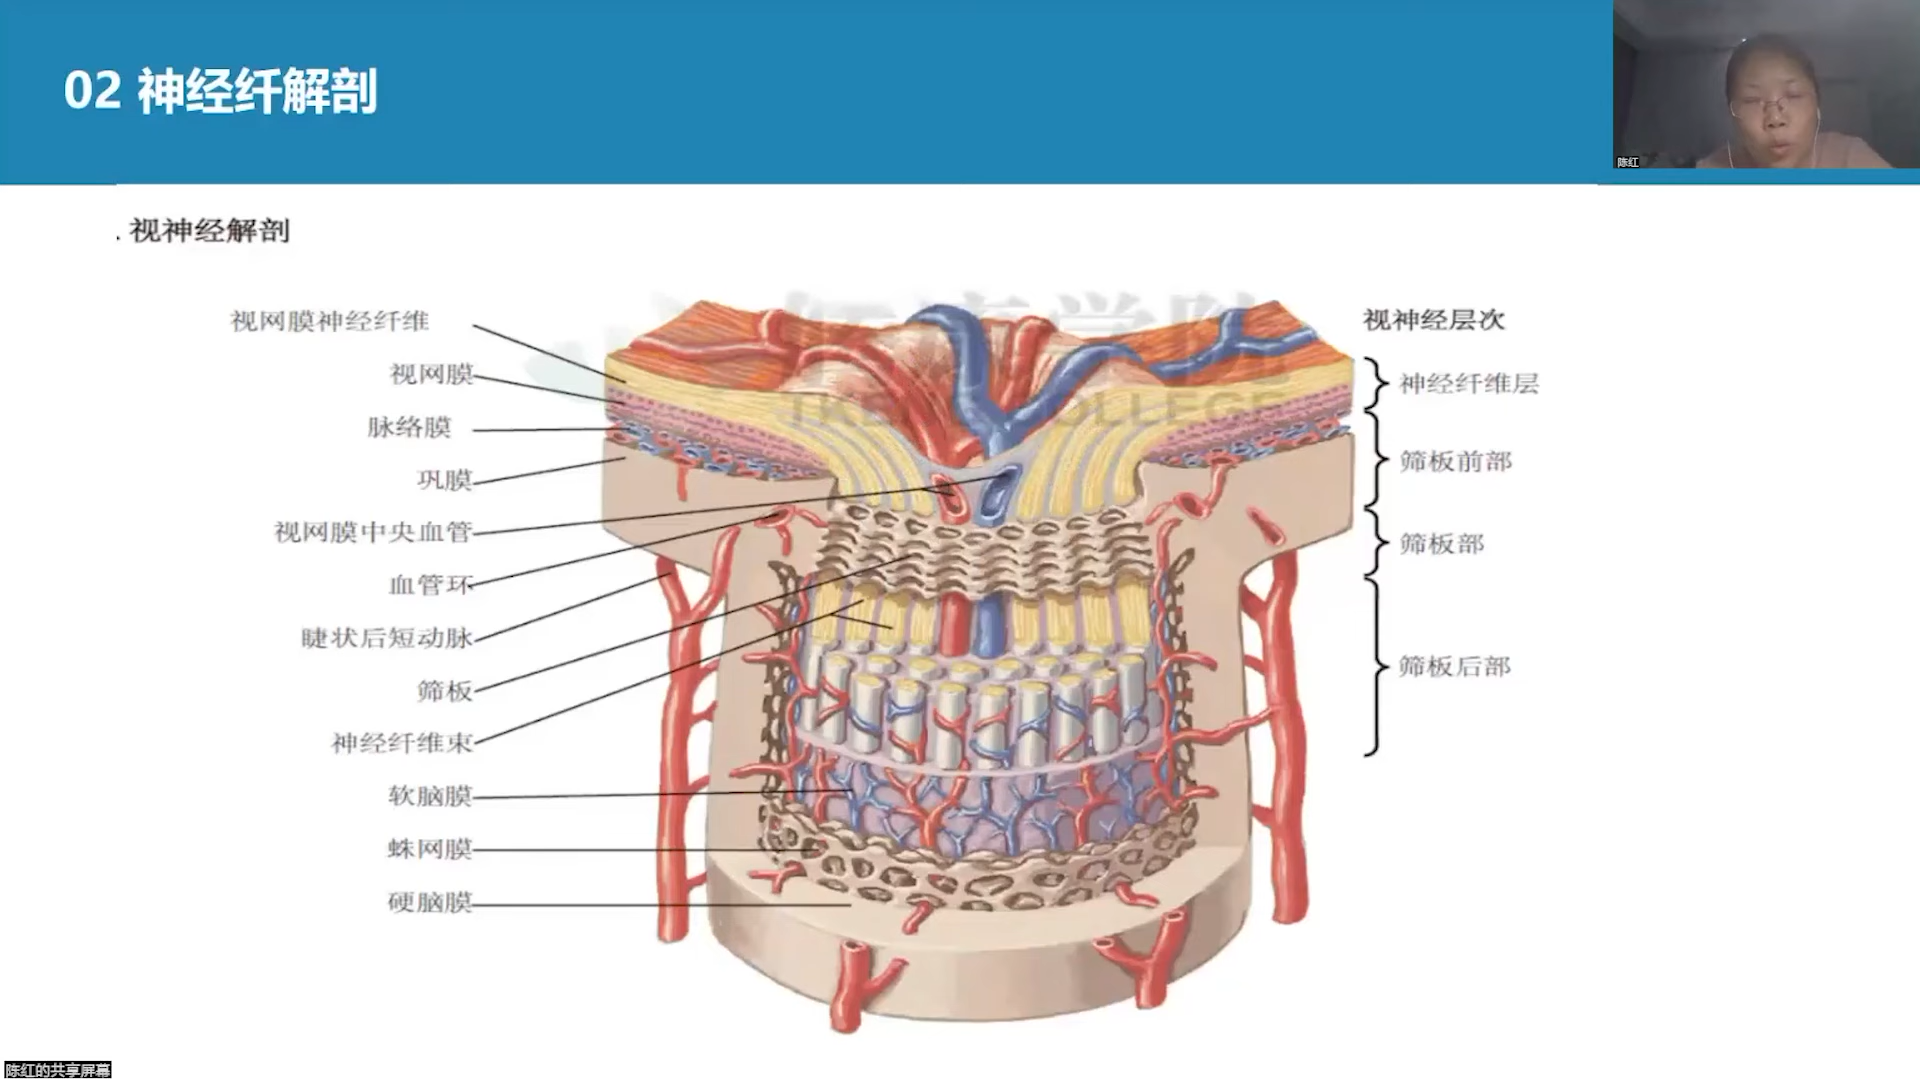 02 神经纤解剖
陈红
. 视神经解剖
视网膜神经纤维
视网膜
脉络膜
巩膜
视网膜中央血管
血管环
睫状后短动脉
筛板
神经纤维束
软脑膜
蛛网膜
硬脑膜
视神经层次
神经纤维层
筛板前部
筛板部
筛板后部
陈红的共享屏幕